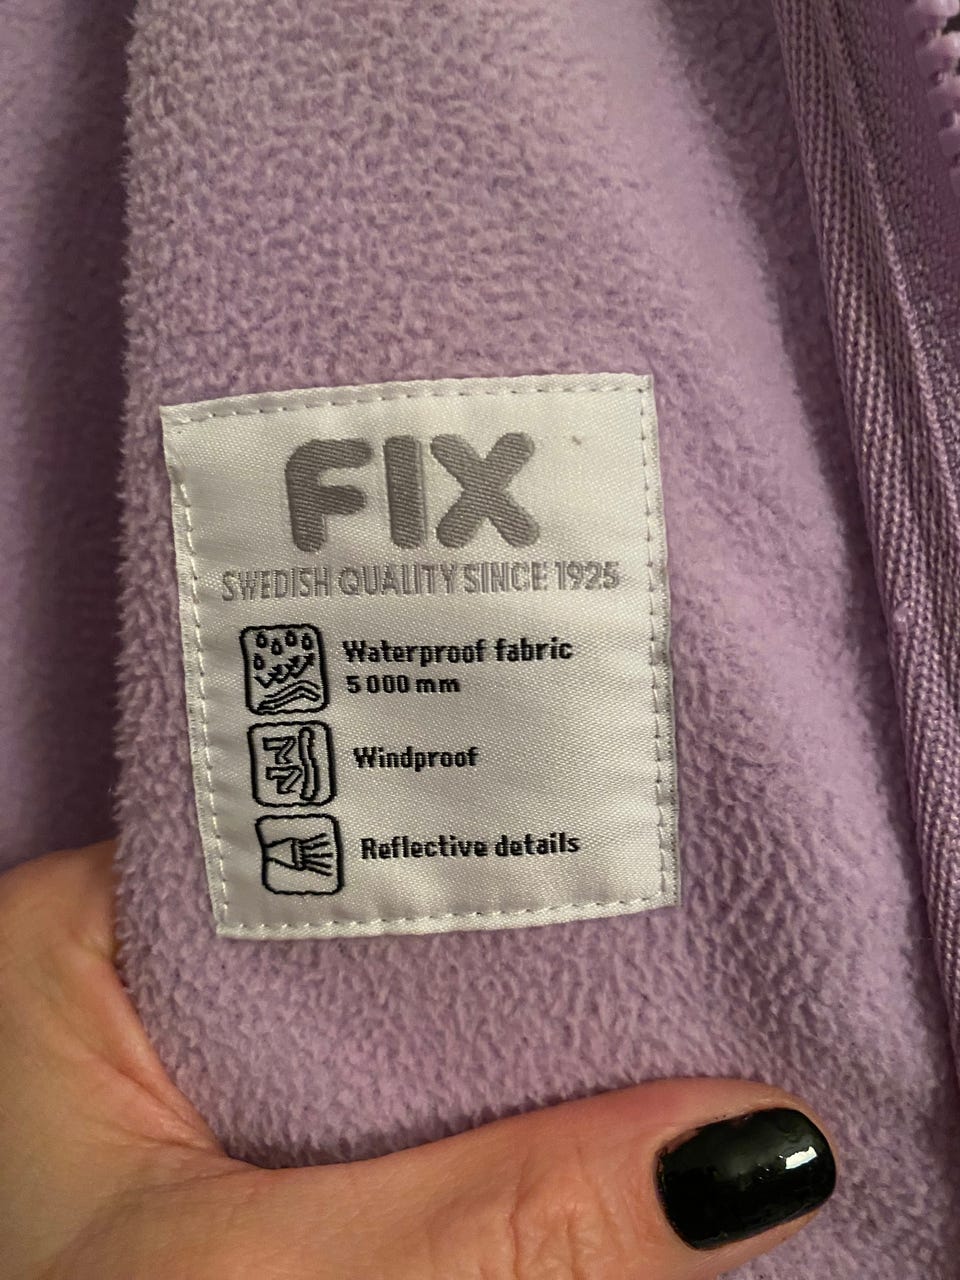 FIX
SWEDISH QUALITY SINCE 1925
Waterproof fabric
5 000 mm
Windproof
Reflective details